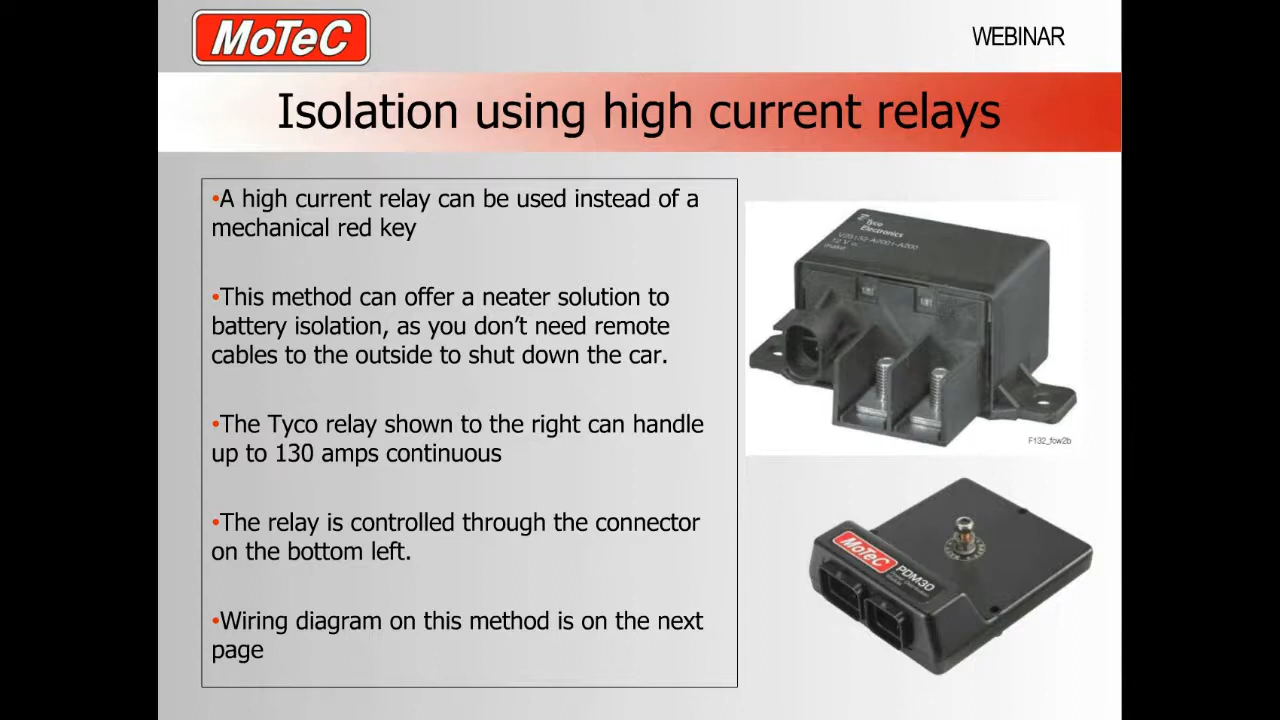 MoTeC
WEBINAR
Isolation using high current relays
•A high current relay can be used instead of a
mechanical red key
•This method can offer a neater solution to
battery isolation, as you don’t need remote
cables to the outside to shut down the car.
•The Tyco relay shown to the right can handle
up to 130 amps continuous
•The relay is controlled through the connector
on the bottom left.
•Wiring diagram on this method is on the next
page
Tyco
Electronics
12 V
make
F132_fow2b
MoTeC
PDM30